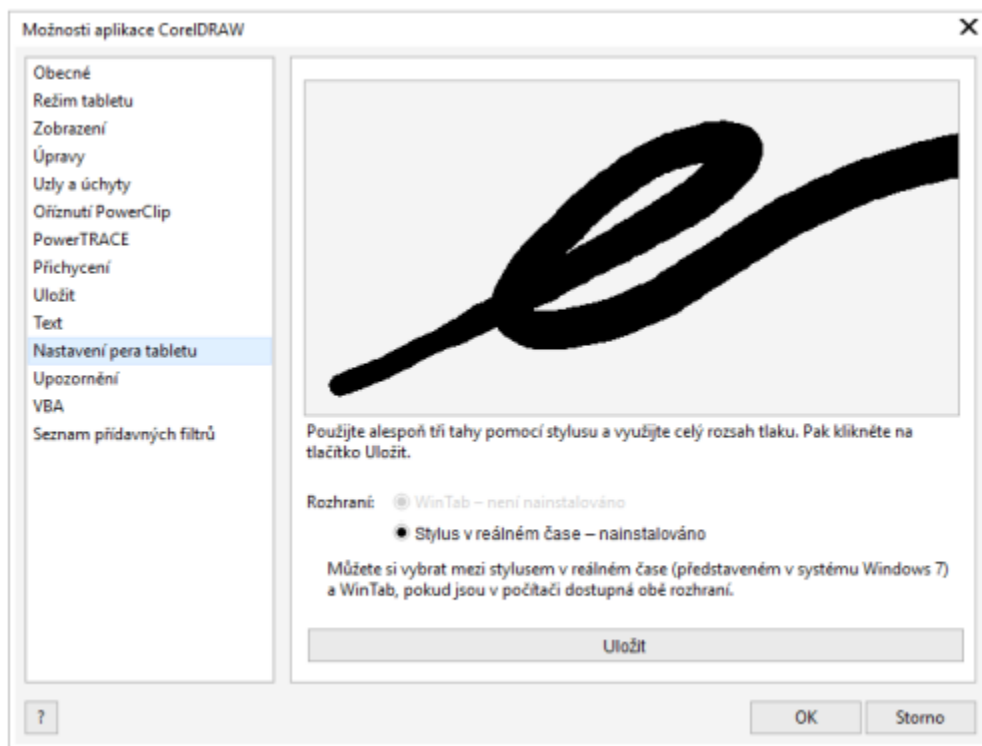 Možnosti aplikace CorelDRAW
Obecné
Režim tabletu
Zobrazení
Úpravy
Uzly a úchyty
Oříznutí PowerClip
PowerTRACE
Přichycení
Uložit
Text
Nastavení pera tabletu
Upozornění
VBA
Seznam přídavných filtrů
Použijte alespoň tři tahy pomocí stylusu a využijte celý rozsah tlaku. Pak klikněte na
tlačítko Uložit.
Rozhraní: WinTab – není nainstalováno
Stylus v reálném čase – nainstalováno
Můžete si vybrat mezi stylusem v reálném čase (představeném v systému Windows 7)
a WinTab, pokud jsou v počítači dostupná obě rozhraní.
Uložit
? OK Storno